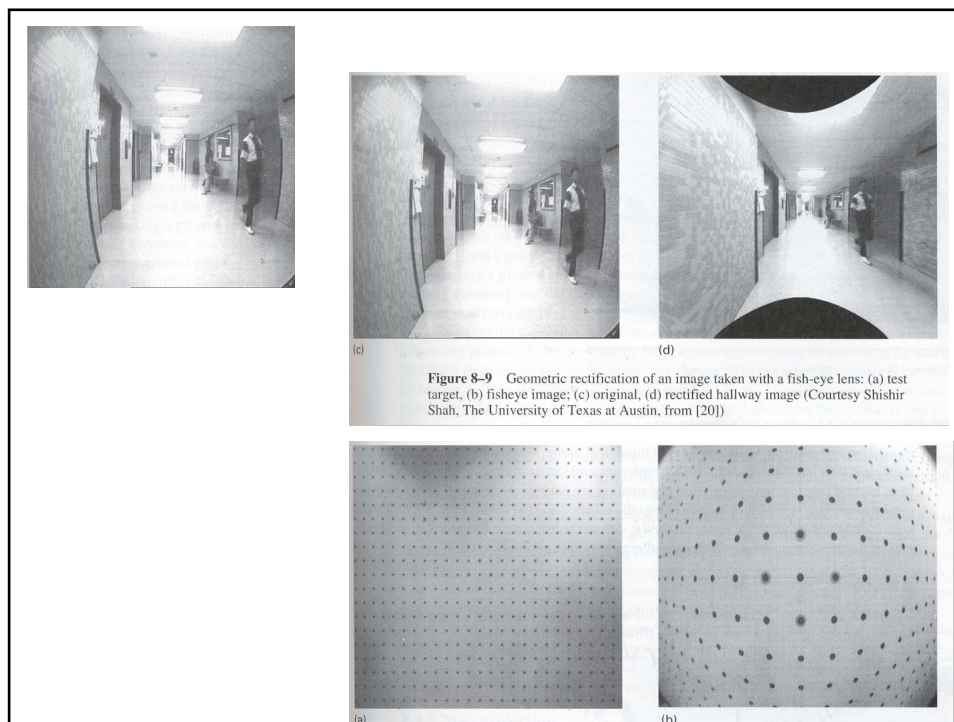 (c)
(d)
Figure 8–9 Geometric rectification of an image taken with a fish-eye lens: (a) test
target, (b) fisheye image; (c) original, (d) rectified hallway image (Courtesy Shishir
Shah, The University of Texas at Austin, from [20])
(a)
(b)